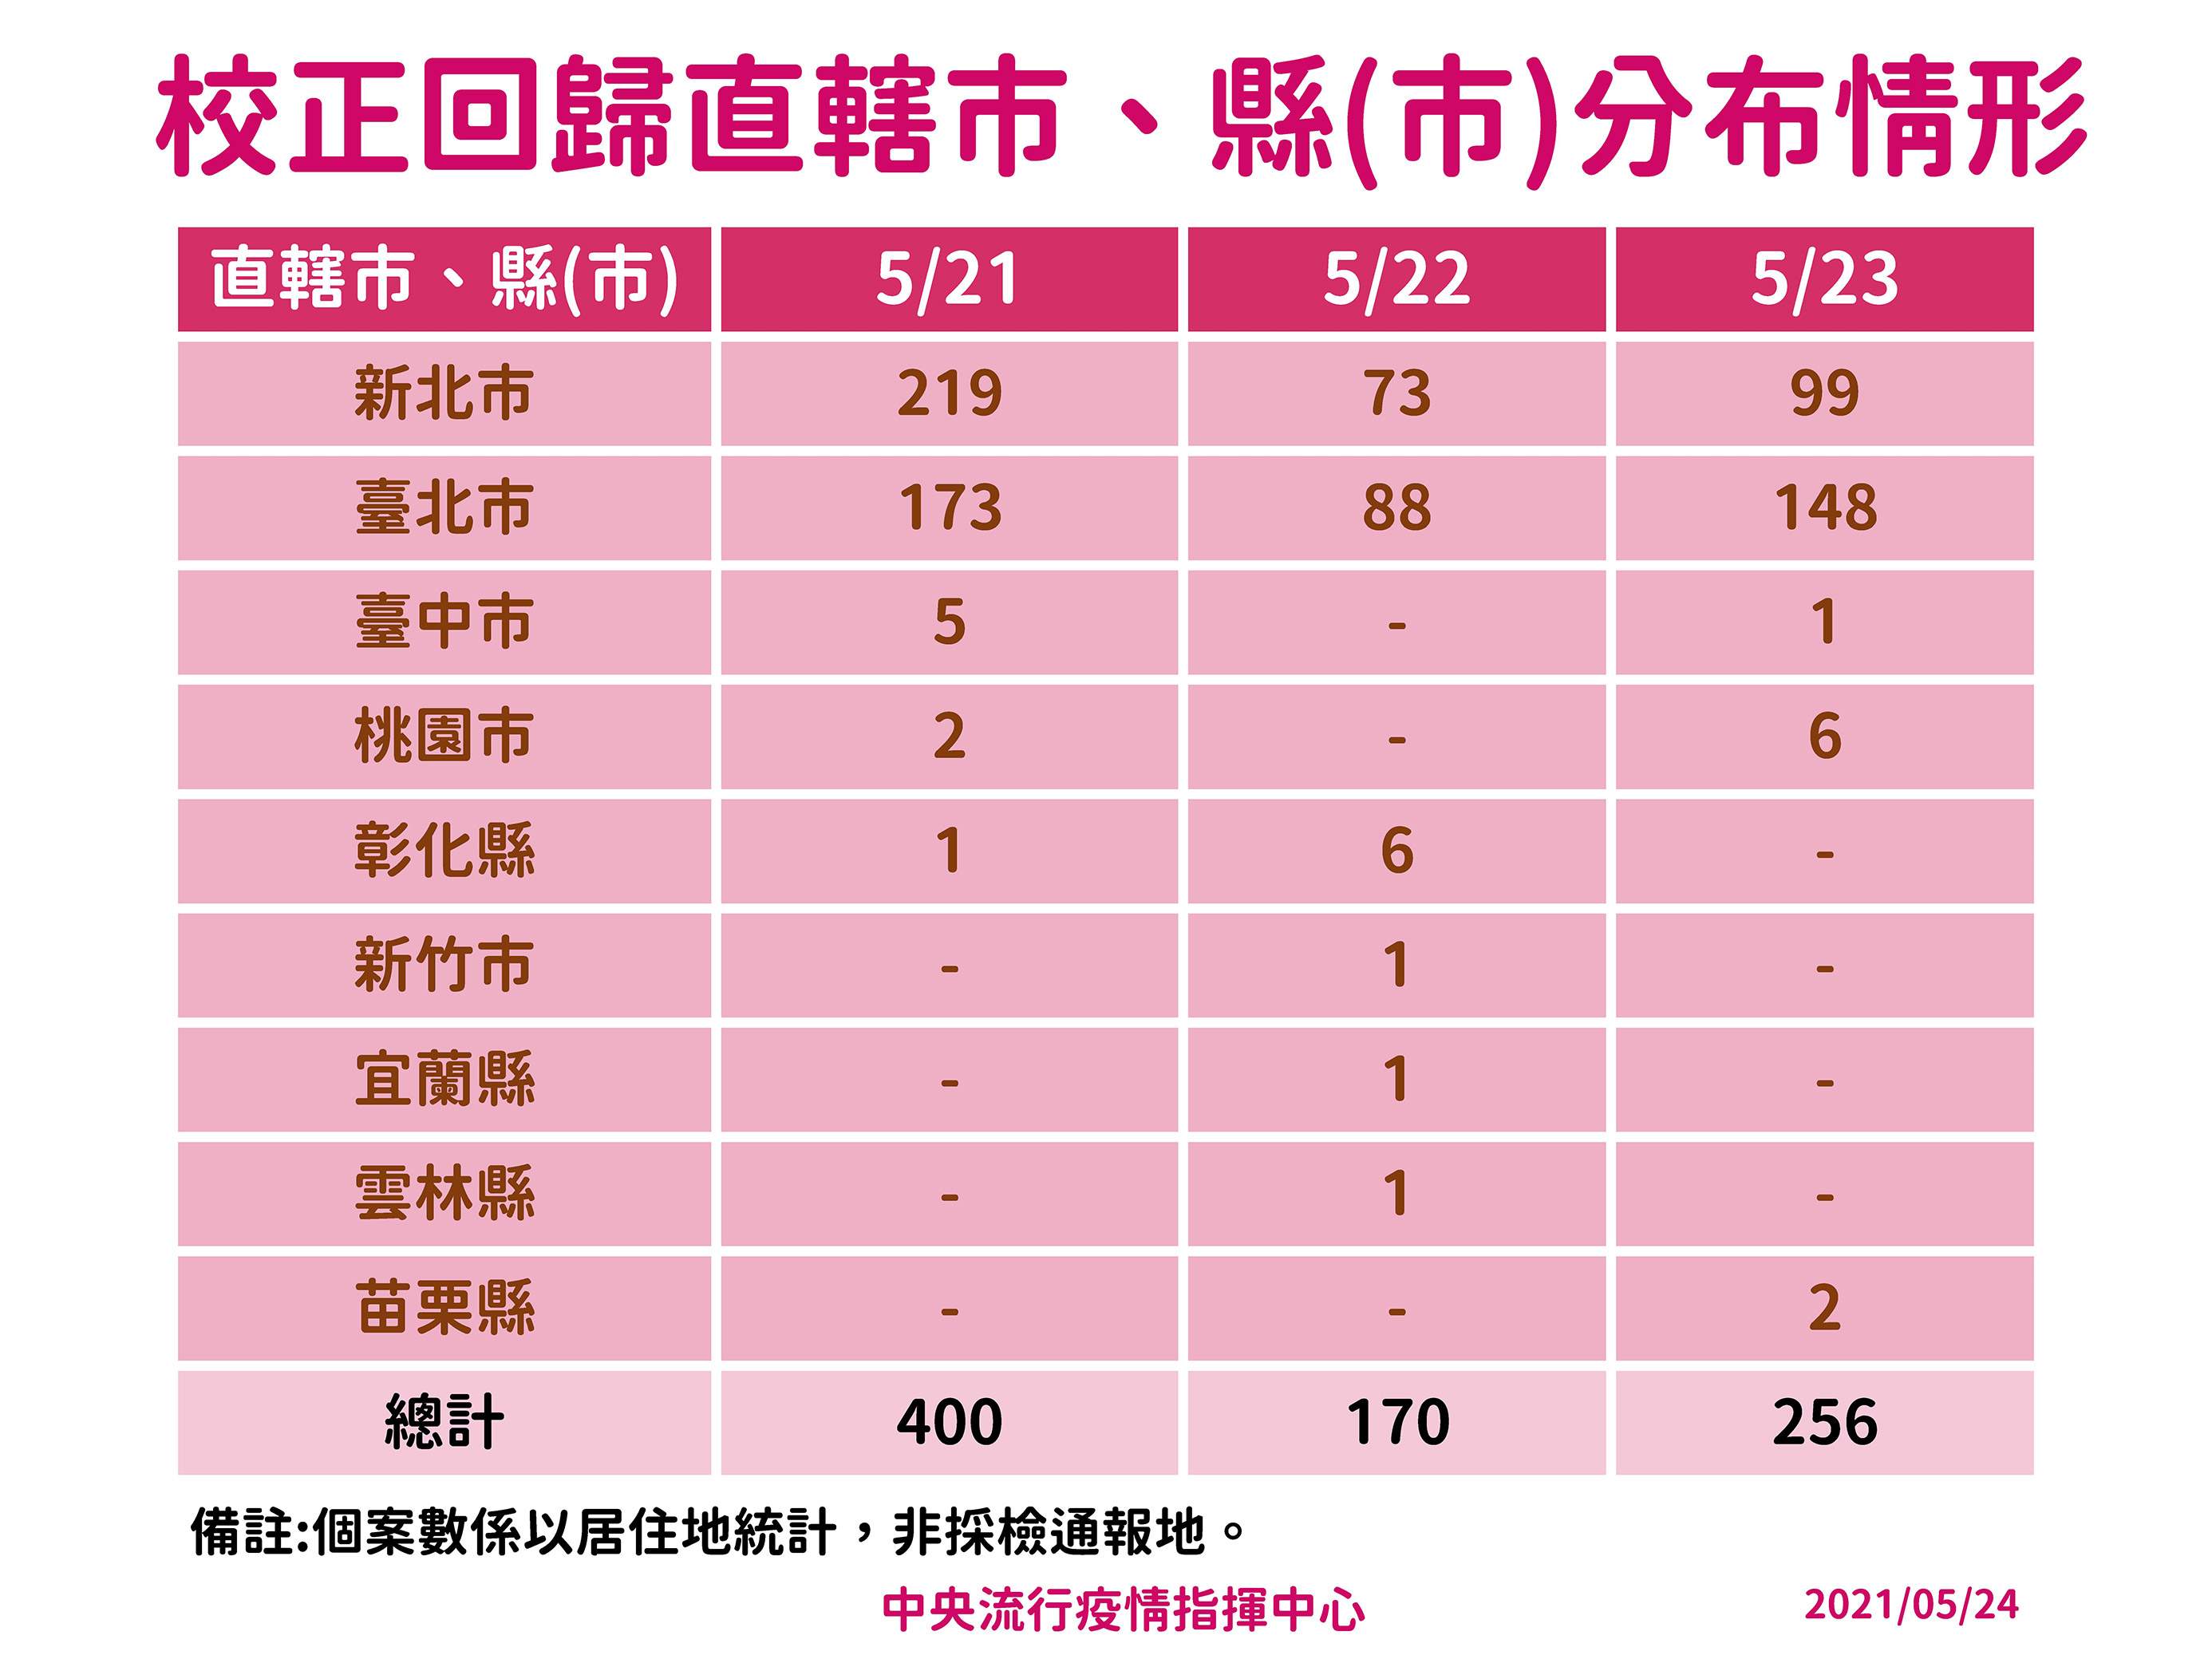 校正回歸直轄市、縣(市)分布情形
直轄市、縣(市) 5/21 5/22 5/23
新北市 219 73 99
臺北市 173 88 148
臺中市 5 - 1
桃園市 2 - 6
彰化縣 1 6 -
新竹市 - 1 -
宜蘭縣 - 1 -
雲林縣 - 1 -
苗栗縣 - - 2
總計 400 170 256
備註:個案數係以居住地統計，非採檢通報地。
中央流行疫情指揮中心 2021/05/24